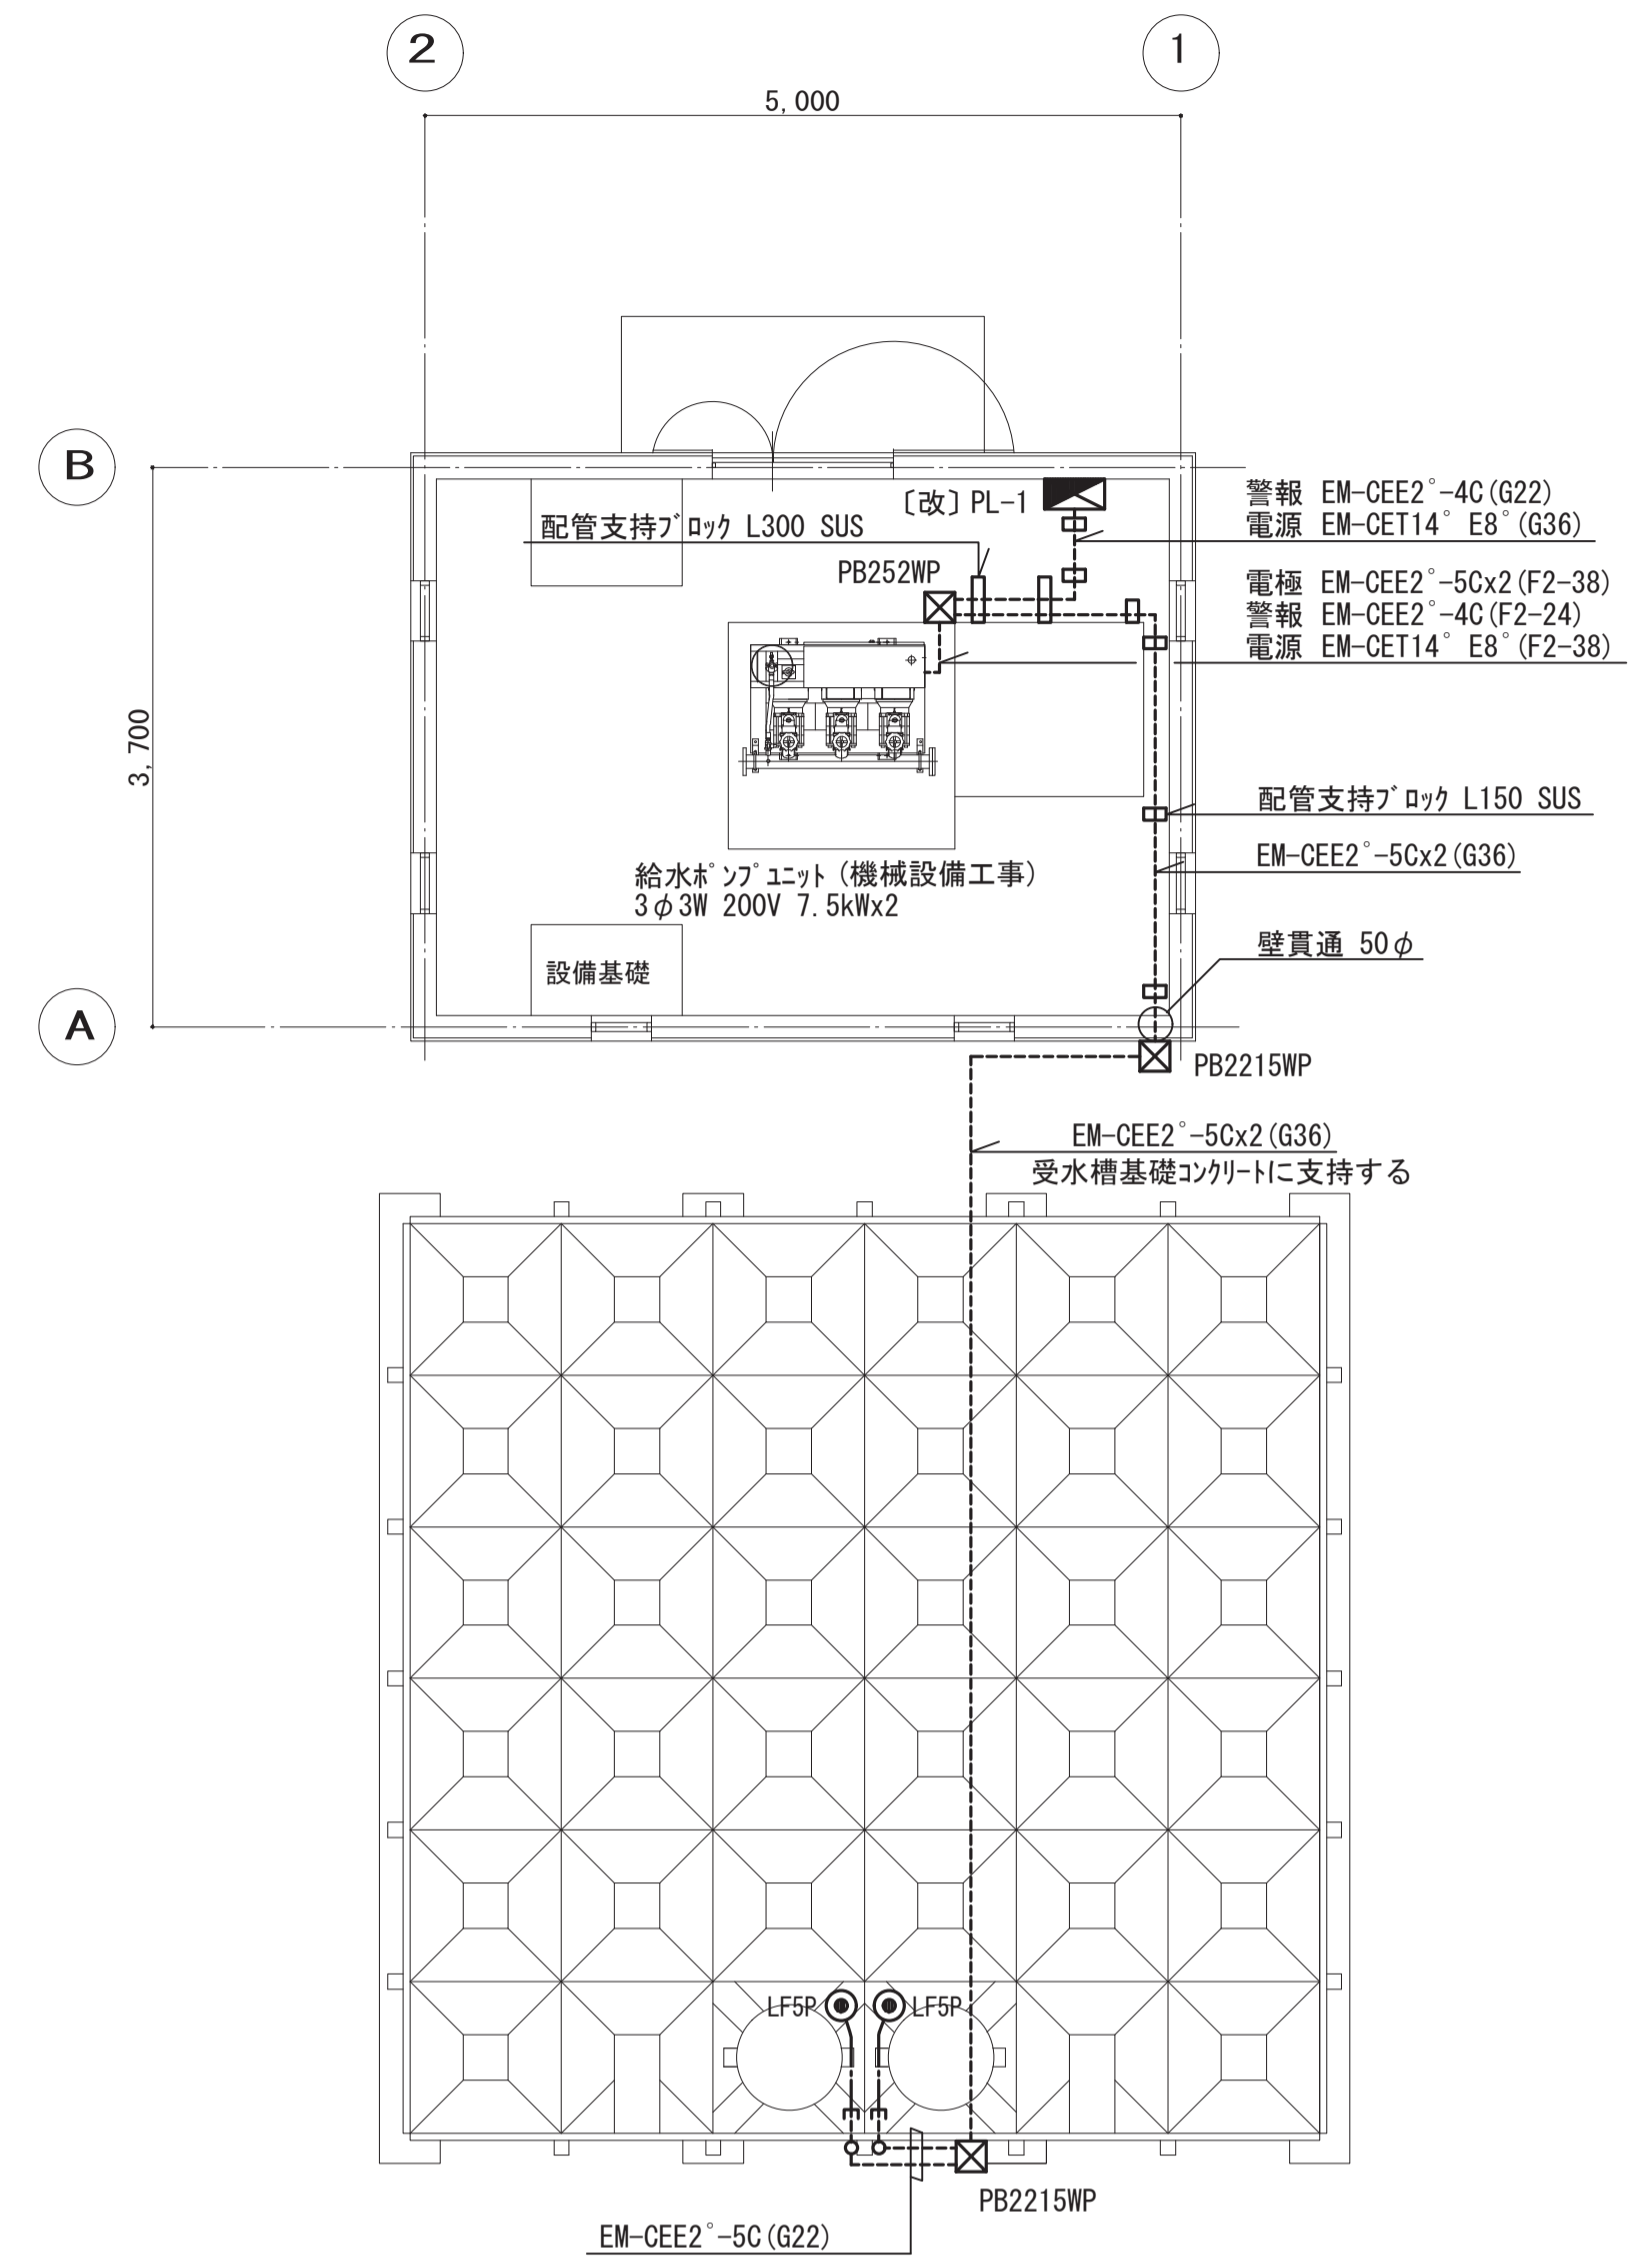 2
1
5,000
B
〔改〕PL-1
警報 EM-CEE2°-4C(G22)
電源 EM-CET14° E8°(G36)
配管支持ブロック L300 SUS
PB252WP
電極 EM-CEE2°-5Cx2(F2-38)
警報 EM-CEE2°-4C(F2-24)
電源 EM-CET14° E8°(F2-38)
3,700
配管支持ブロック L150 SUS
EM-CEE2°-5Cx2(G36)
給水ポンプユニット(機械設備工事)
3φ3W 200V 7.5kWx2
壁貫通 50φ
設備基礎
A
PB2215WP
EM-CEE2°-5Cx2(G36)
受水槽基礎コンクリートに支持する
LF5P
LF5P
PB2215WP
EM-CEE2°-5C(G22)